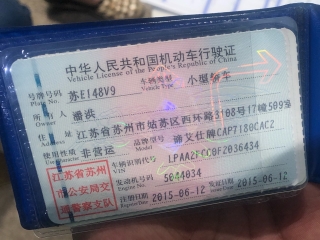 中华人民共和国机动车行驶证
Vehicle License of the People's Republic of China
号牌号码 苏E148V9 车辆类型 小型轿车
Plate No. Vehicle Type
所有人 潘浜
Owner
住址 江苏省苏州市姑苏区西环路3108号17幢509室
Address
使用性质 非营运 品牌型号 谛艾仕牌CAP7180CACZ
Use Character Model
江苏省苏州市公安局交通警察支队
车辆识别代号 LPAA2FCC0F2036434
VIN
发动机号码 5044034
Engine No.
注册日期 2015-06-12 发证日期 2015-06-12
Register Date Issue Date